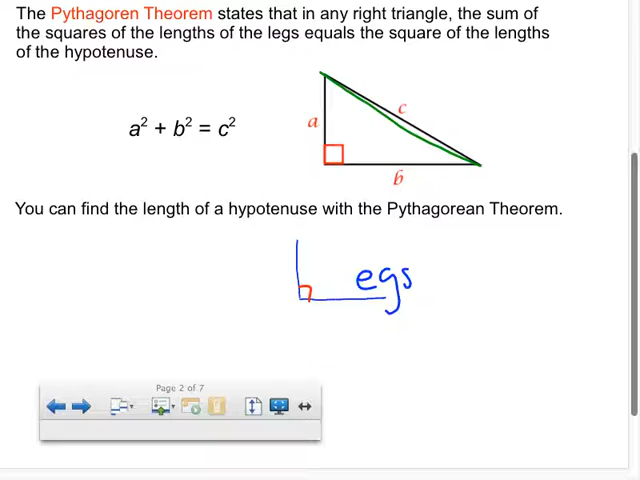 The Pythagoren Theorem states that in any right triangle, the sum of
the squares of the lengths of the legs equals the square of the lengths
of the hypotenuse.
a² + b² = c²
c
a
b
You can find the length of a hypotenuse with the Pythagorean Theorem.
Legs
Page 2 of 7